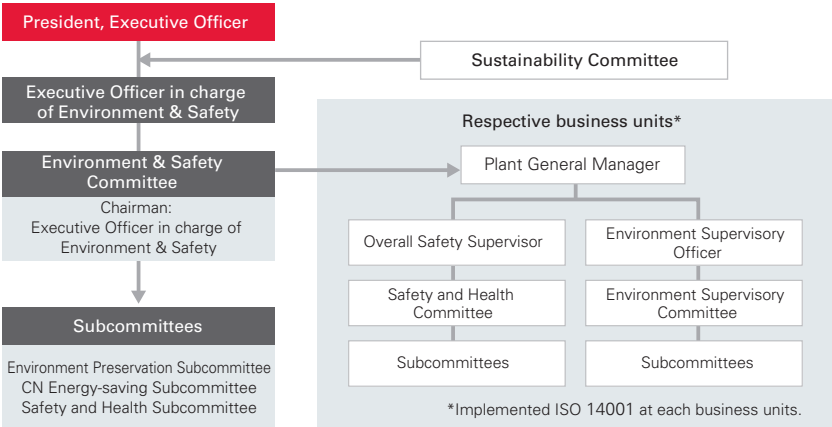 President, Executive Officer
Sustainability Committee
Executive Officer in charge
of Environment & Safety
Environment & Safety
Committee
Chairman:
Executive Officer in charge of
Environment & Safety
Subcommittees
Environment Preservation Subcommittee
CN Energy-saving Subcommittee
Safety and Health Subcommittee
Respective business units*
Plant General Manager
Overall Safety Supervisor
Safety and Health
Committee
Subcommittees
Environment Supervisory
Officer
Environment Supervisory
Committee
Subcommittees
*Implemented ISO 14001 at each business units.